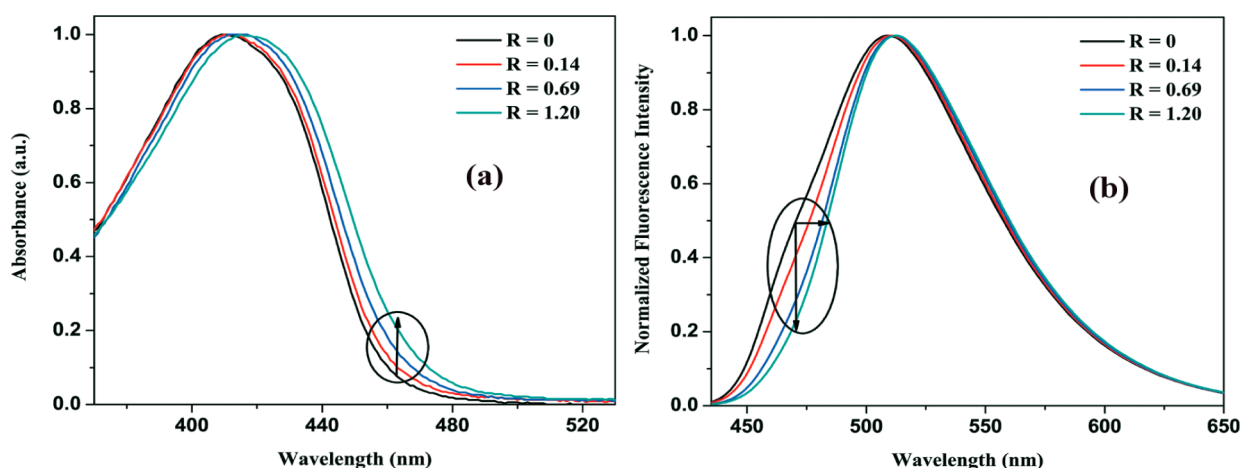 1.0
0.8
0.6
0.4
0.2
0.0
Absorbance (a.u.)
R = 0
R = 0.14
R = 0.69
R = 1.20
(a)
400
440
480
520
Wavelength (nm)
1.0
0.8
0.6
0.4
0.2
0.0
Normalized Fluorescence Intensity
R = 0
R = 0.14
R = 0.69
R = 1.20
(b)
450
500
550
600
650
Wavelength (nm)